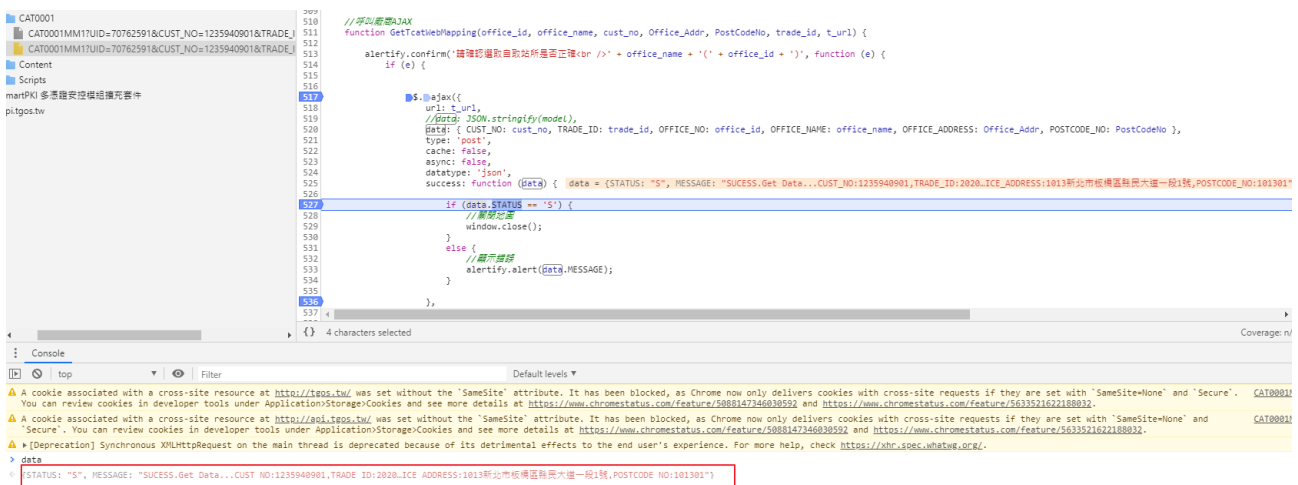 CAT0001
CAT0001MM1?UID=70762591&CUST_NO=1235940901&TRADE_I
CAT0001MM1?UID=70762591&CUST_NO=1235940901&TRADE_I
Content
Scripts
martPKI 多憑證安控模組擴充套件
pi.tgos.tw
509
510 //呼叫廠商AJAX
511 function GetTcatWebMapping(office_id, office_name, cust_no, Office_Addr, PostCodeNo, trade_id, t_url) {
512
513 alertify.confirm('請確認選取自取站所是否正確<br />' + office_name + '(' + office_id + ')', function (e) {
514 if (e) {
515
516
517 $.ajax({
518 url: t_url,
519 //data: JSON.stringify(model),
520 data: { CUST_NO: cust_no, TRADE_ID: trade_id, OFFICE_NO: office_id, OFFICE_NAME: office_name, OFFICE_ADDRESS: Office_Addr, POSTCODE_NO: PostCodeNo },
521 type: 'post',
522 cache: false,
523 async: false,
524 datatype: 'json',
525 success: function (data) { data = {STATUS: "S", MESSAGE: "SUCESS.Get Data...CUST_NO:1235940901,TRADE_ID:2020…ICE_ADDRESS:1013新北市板橋區縣民大道一段1號,POSTCODE_NO:101301"
526
527 if (data.STATUS == 'S') {
528 //關閉地圖
529 window.close();
530 }
531 else {
532 //顯示錯誤
533 alertify.alert(data.MESSAGE);
534 }
535
536 },
537
{} 4 characters selected Coverage: n/
Console
top Filter Default levels ▼
A cookie associated with a cross-site resource at http://tgos.tw/ was set without the `SameSite` attribute. It has been blocked, as Chrome now only delivers cookies with cross-site requests if they are set with `SameSite=None` and `Secure`. CAT0001M
You can review cookies in developer tools under Application>Storage>Cookies and see more details at https://www.chromestatus.com/feature/5088147346030592 and https://www.chromestatus.com/feature/5633521622188032.
A cookie associated with a cross-site resource at http://api.tgos.tw/ was set without the `SameSite` attribute. It has been blocked, as Chrome now only delivers cookies with cross-site requests if they are set with `SameSite=None` and CAT0001M
`Secure`. You can review cookies in developer tools under Application>Storage>Cookies and see more details at https://www.chromestatus.com/feature/5088147346030592 and https://www.chromestatus.com/feature/5633521622188032.
[Deprecation] Synchronous XMLHttpRequest on the main thread is deprecated because of its detrimental effects to the end user's experience. For more help, check https://xhr.spec.whatwg.org/.
> data
{STATUS: "S", MESSAGE: "SUCESS.Get Data...CUST_NO:1235940901,TRADE_ID:2020…ICE_ADDRESS:1013新北市板橋區縣民大道一段1號,POSTCODE_NO:101301"}